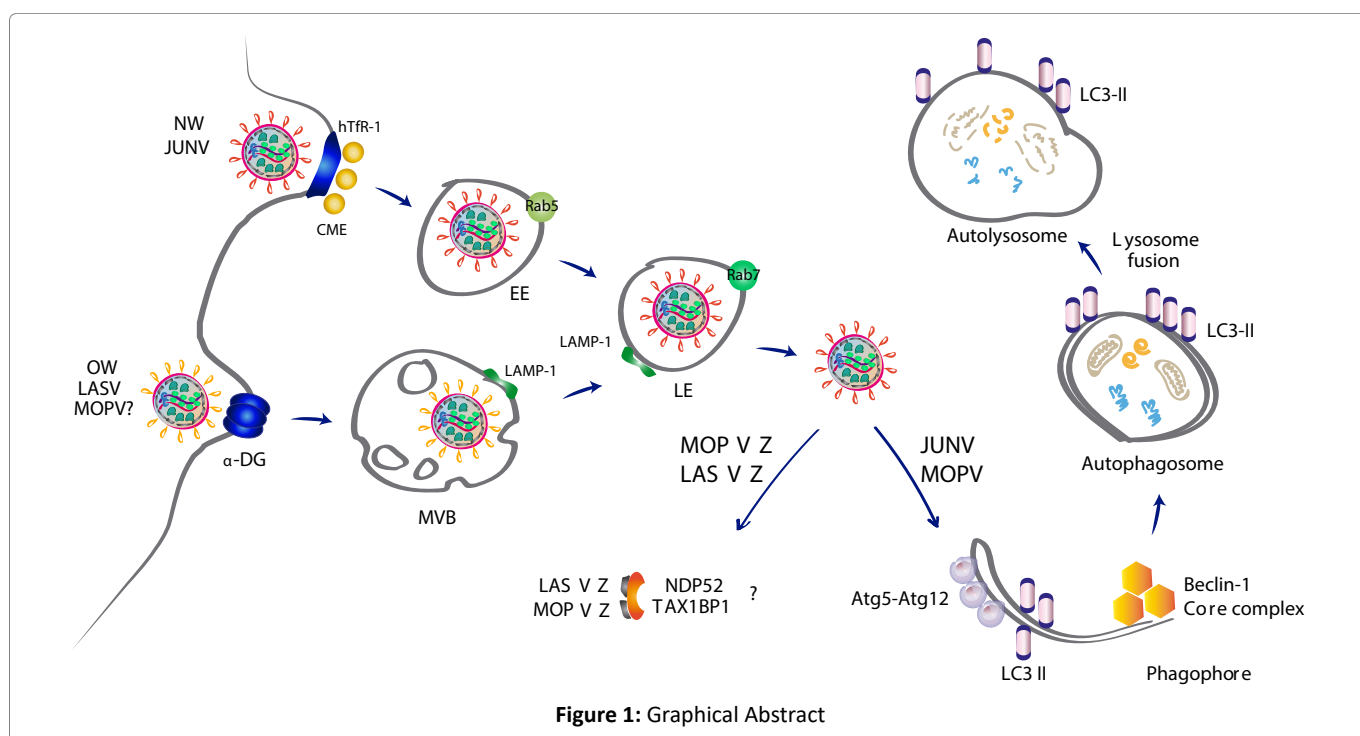 NW
JUNV
hTfR-1
CME
Rab5
EE
OW
LASV
MOPV?
α-DG
LAMP-1
MVB
Rab7
LAMP-1
LE
MOP V Z
LAS V Z
JUNV
MOPV
LAS V Z
MOP V Z
NDP52
TAX1BP1
?
Atg5-Atg12
LC3 II
Beclin-1
Core complex
Phagophore
Autophagosome
LC3-II
Lysosome
fusion
Autolysosome
LC3-II
Figure 1: Graphical Abstract